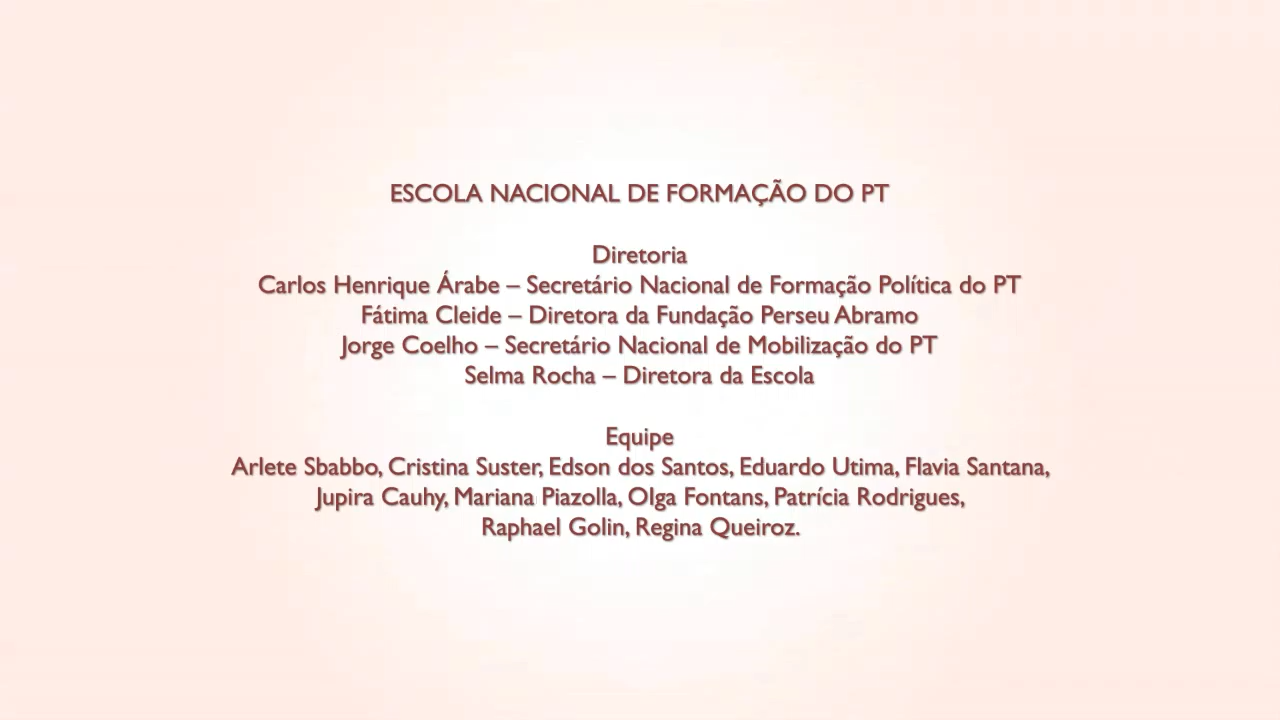 ESCOLA NACIONAL DE FORMAÇÃO DO PT
Diretoria
Carlos Henrique Árabe – Secretário Nacional de Formação Política do PT
Fátima Cleide – Diretora da Fundação Perseu Abramo
Jorge Coelho – Secretário Nacional de Mobilização do PT
Selma Rocha – Diretora da Escola
Equipe
Arlete Sbabbo, Cristina Suster, Edson dos Santos, Eduardo Utima, Flavia Santana,
Jupira Cauhy, Mariana Piazolla, Olga Fontans, Patrícia Rodrigues,
Raphael Golin, Regina Queiroz.